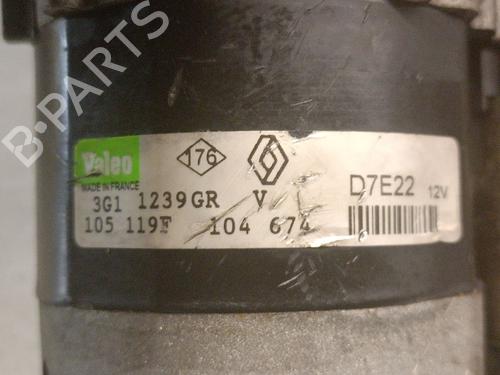 B-PARTS
Valeo
MADE IN FRANCE
176
D7E22 12V
3G1 1239GR V
105 119F 104 674